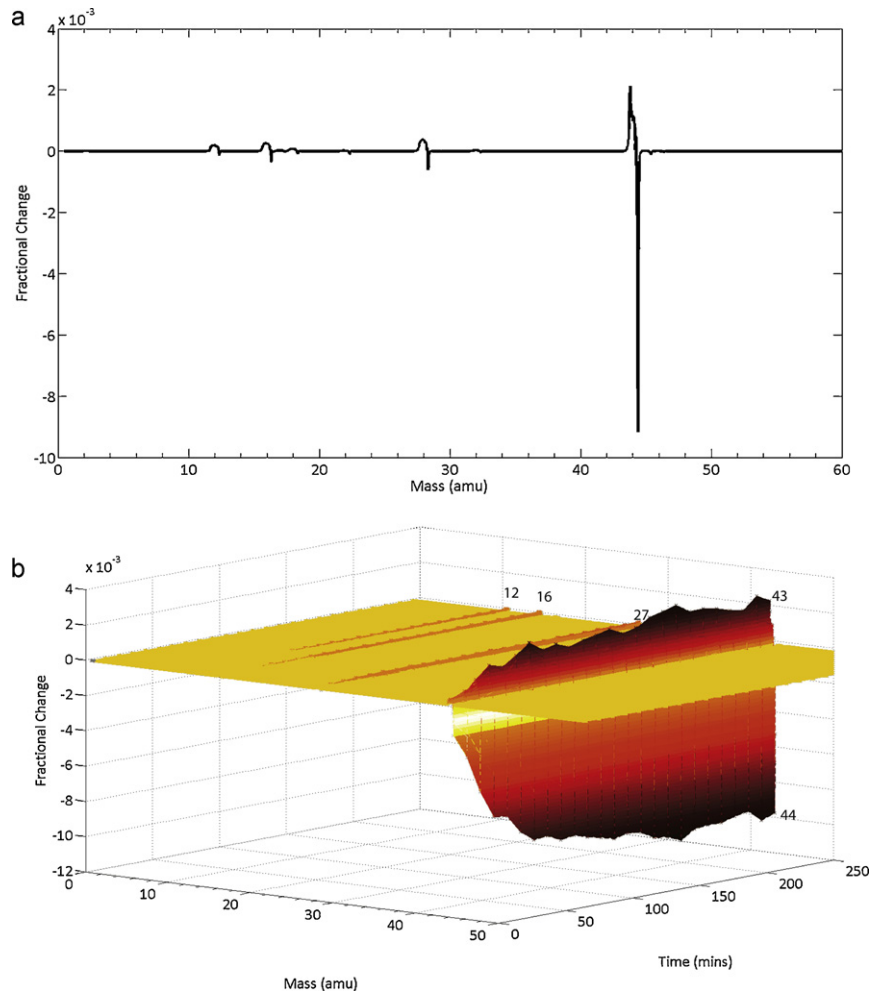 a
x 10⁻³
4
2
0
-2
-4
-6
-8
-10
Fractional Change
0 10 20 30 40 50 60
Mass (amu)
b
x 10⁻³
4
2
0
-2
-4
-6
-8
-10
-12
Fractional Change
12 16 27 43
44
0 10 20 30 40 50
Mass (amu)
0 50 100 150 200 250
Time (mins)